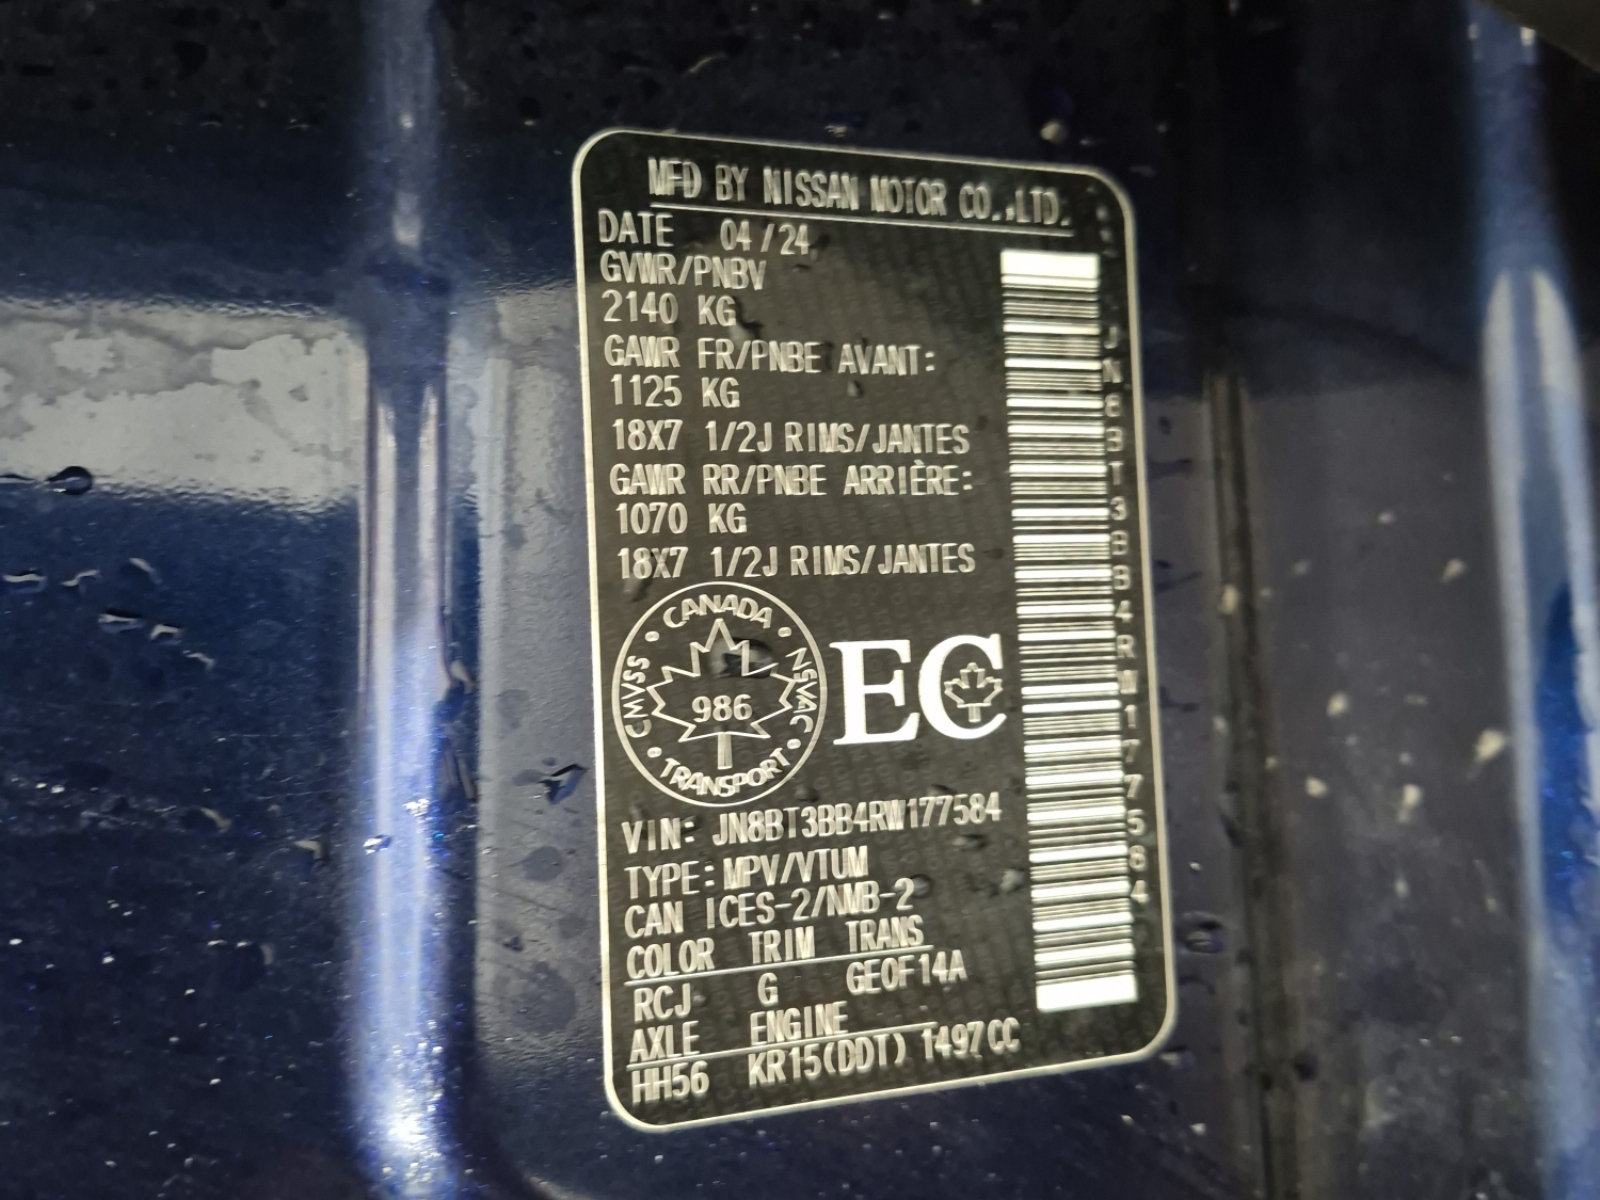 MFD BY NISSAN MOTOR CO.,LTD.
DATE 04/24
GVWR/PNBV
2140 KG
GAWR FR/PNBE AVANT:
1125 KG
18X7 1/2J RIMS/JANTES
GAWR RR/PNBE ARRIÈRE:
1070 KG
18X7 1/2J RIMS/JANTES
CANADA
CMVSS
NSVAC
1
986
TRANSPORT
EC
VIN: JN8BT3BB4RW177584
TYPE: MPV/VTUM
CAN ICES-2/NMB-2
COLOR TRIM TRANS
RCJ G GE0F14A
AXLE ENGINE
HH56 KR15(DDT) 1497CC
JN8BT3BB4RW177584